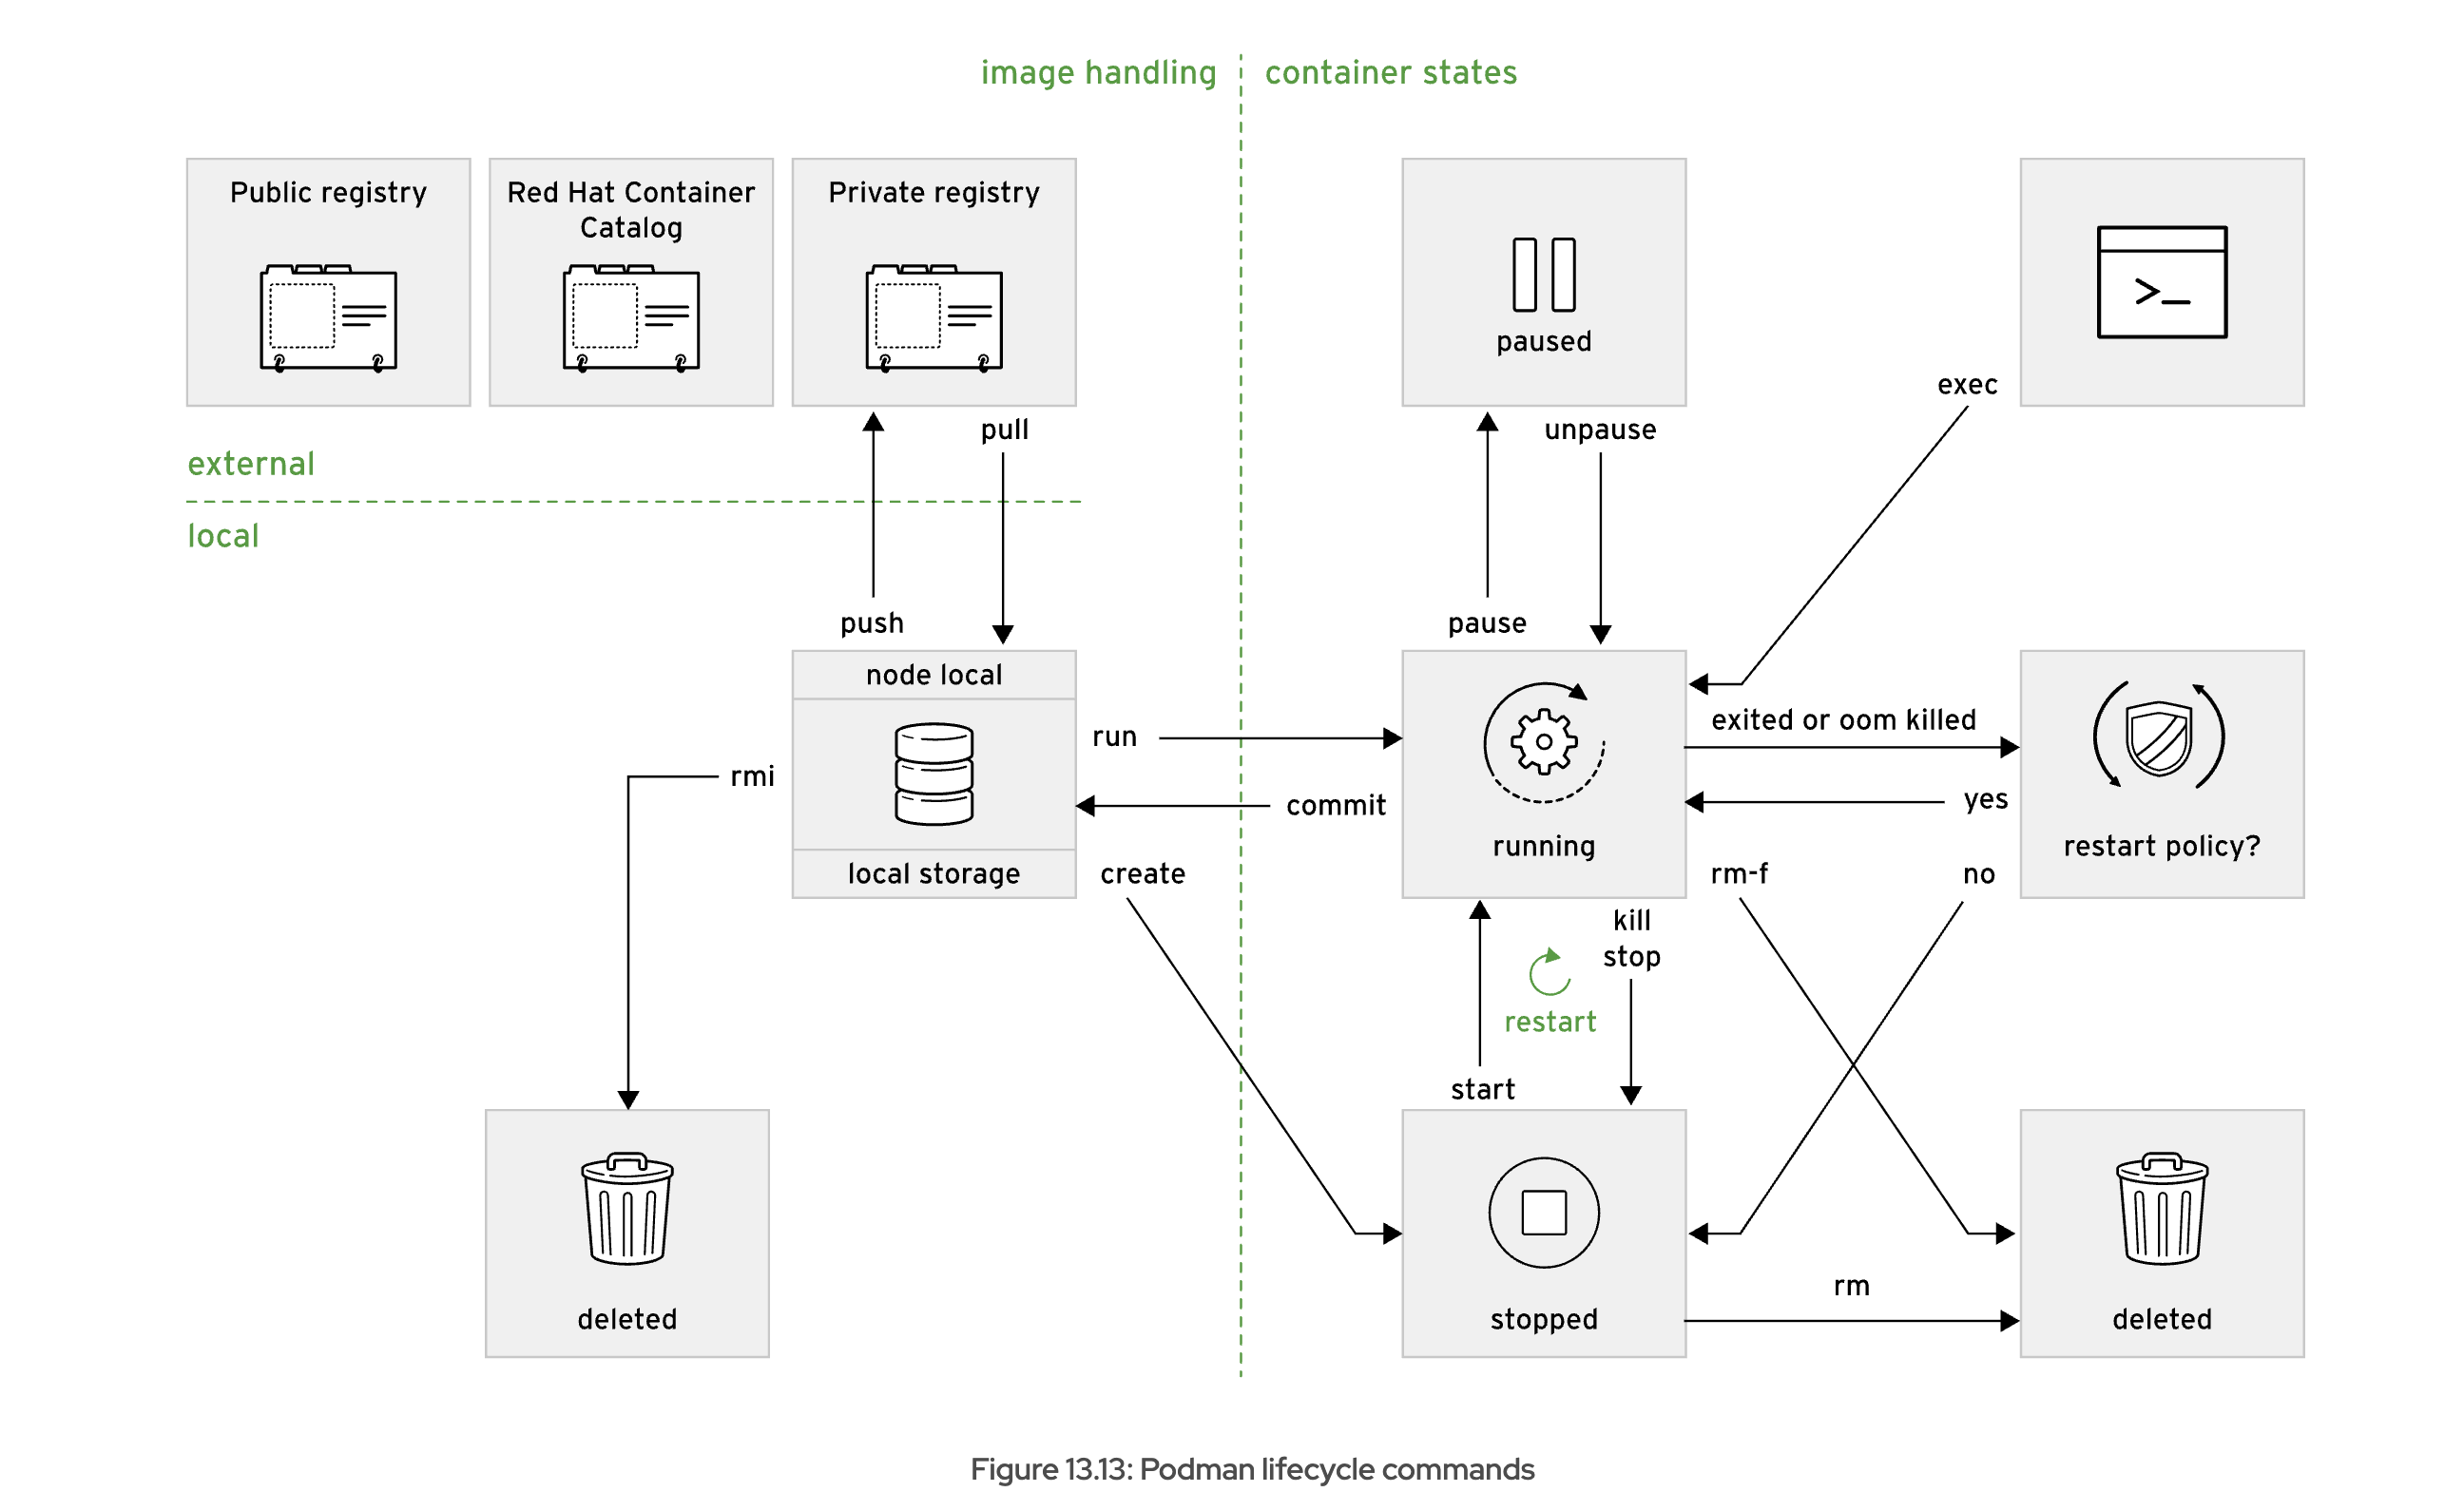 image handling
container states
Public registry
Red Hat Container
Catalog
Private registry
paused
>_
exec
pull
unpause
external
local
push
pause
node local
run
exited or oom killed
rmi
commit
yes
running
restart policy?
local storage
create
rm-f
no
kill
stop
restart
start
rm
deleted
stopped
deleted
Figure 13.13: Podman lifecycle commands